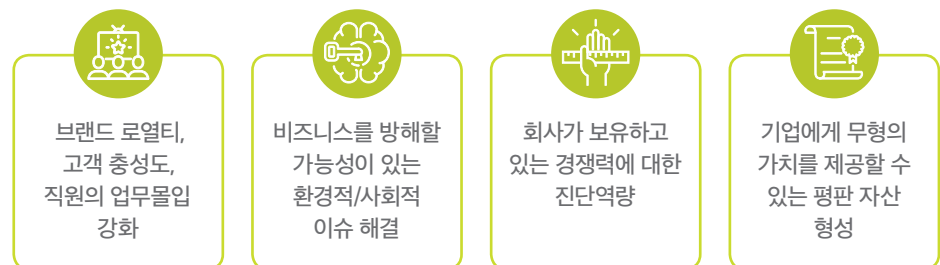 브랜드 로열티,
고객 충성도,
직원의 업무몰입
강화
비즈니스를 방해할
가능성이 있는
환경적/사회적
이슈 해결
회사가 보유하고
있는 경쟁력에 대한
진단역량
기업에게 무형의
가치를 제공할 수
있는 평판 자산
형성